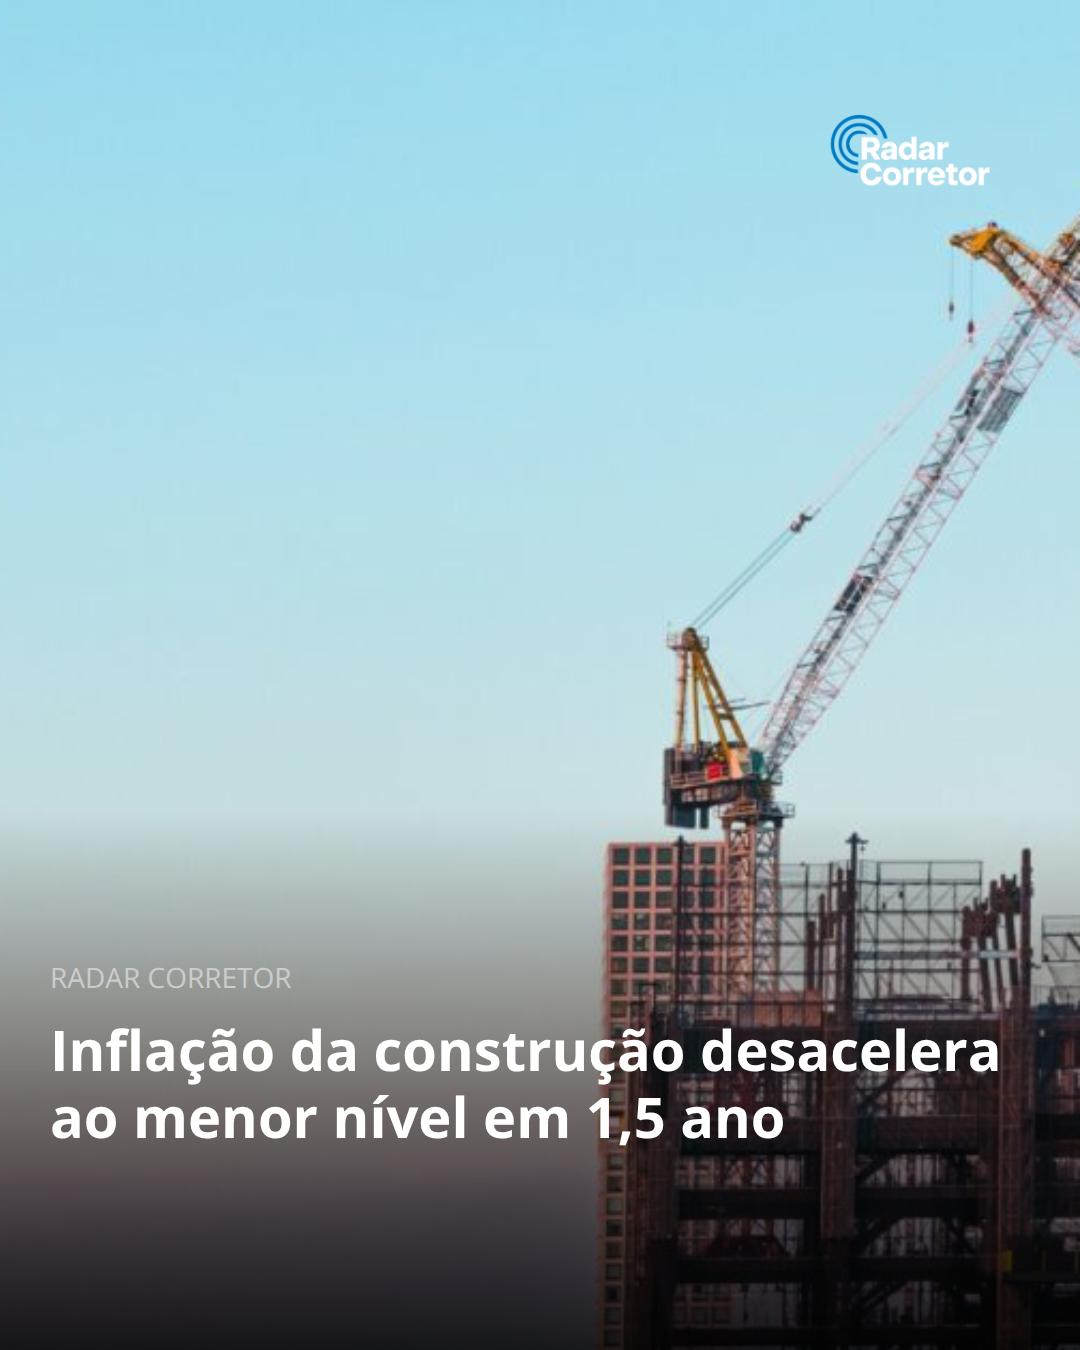 Radar
Corretor
RADAR CORRETOR
Inflação da construção desacelera
ao menor nível em 1,5 ano